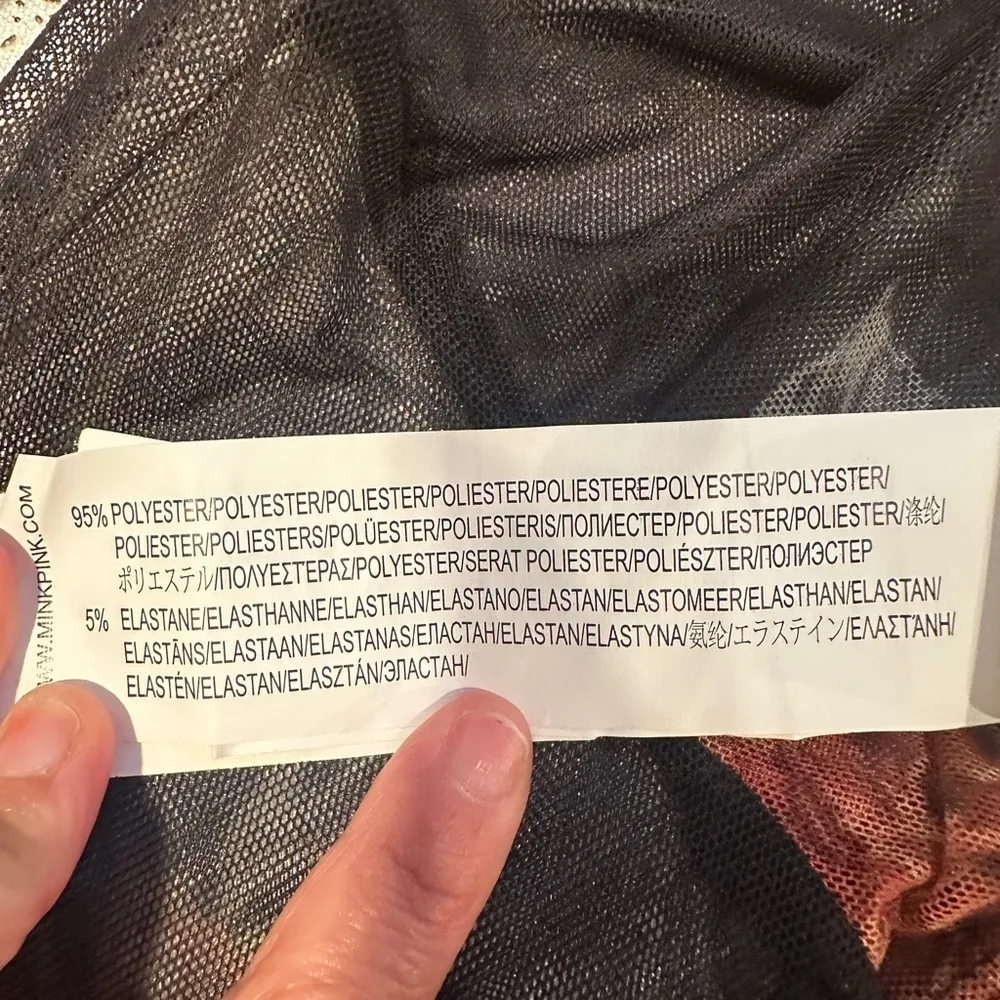 95% POLYESTER/POLYESTER/POLIESTER/POLIESTER/POLIESTERE/POLYESTER/POLYESTER/
POLIESTER/POLIESTERS/POLÜESTER/POLIESTERIS/ПОЛИЕСТЕР/POLIESTER/POLIESTER/涤纶/
ポリエステル/ΠΟΛΥΕΣΤΕΡΑΣ/POLYESTER/SERAT POLIESTER/POLIÉSZTER/ПОЛИЭСТЕР
5% ELASTANE/ELASTHANNE/ELASTHAN/ELASTANO/ELASTAN/ELASTOMEER/ELASTHAN/ELASTAN/
ELASTĀNS/ELASTAAN/ELASTANAS/ЕЛАСТАН/ELASTAN/ELASTYNA/氨纶/エラステイン/ΕΛΑΣΤΆΝΗ/
ELASTÉN/ELASTAN/ELASZTÁN/ЭЛАСТАН/
WWW.MINKPINK.COM